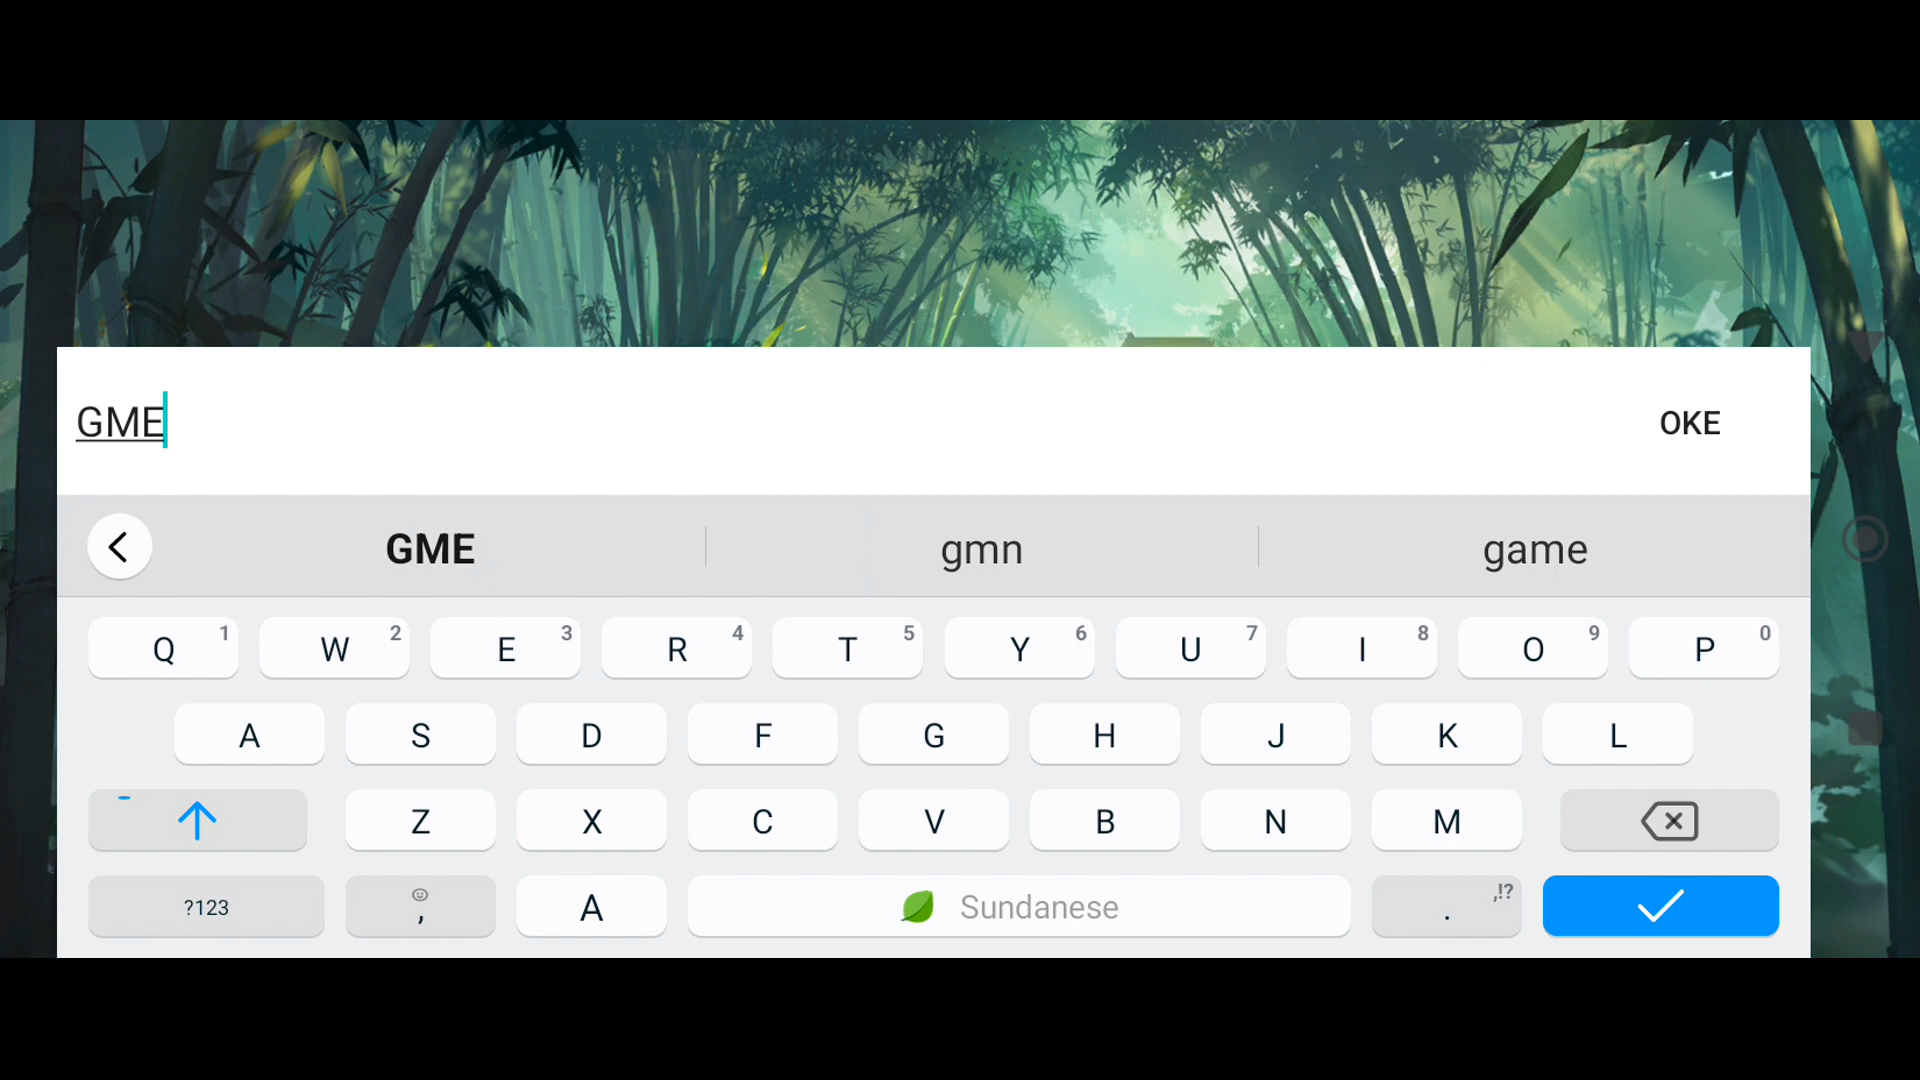 GME
OKE
GME gmn game
Q 1 W 2 E 3 R 4 T 5 Y 6 U 7 I 8 O 9 P 0
A S D F G H J K L
Z X C V B N M
?123 , A Sundanese . ,!?